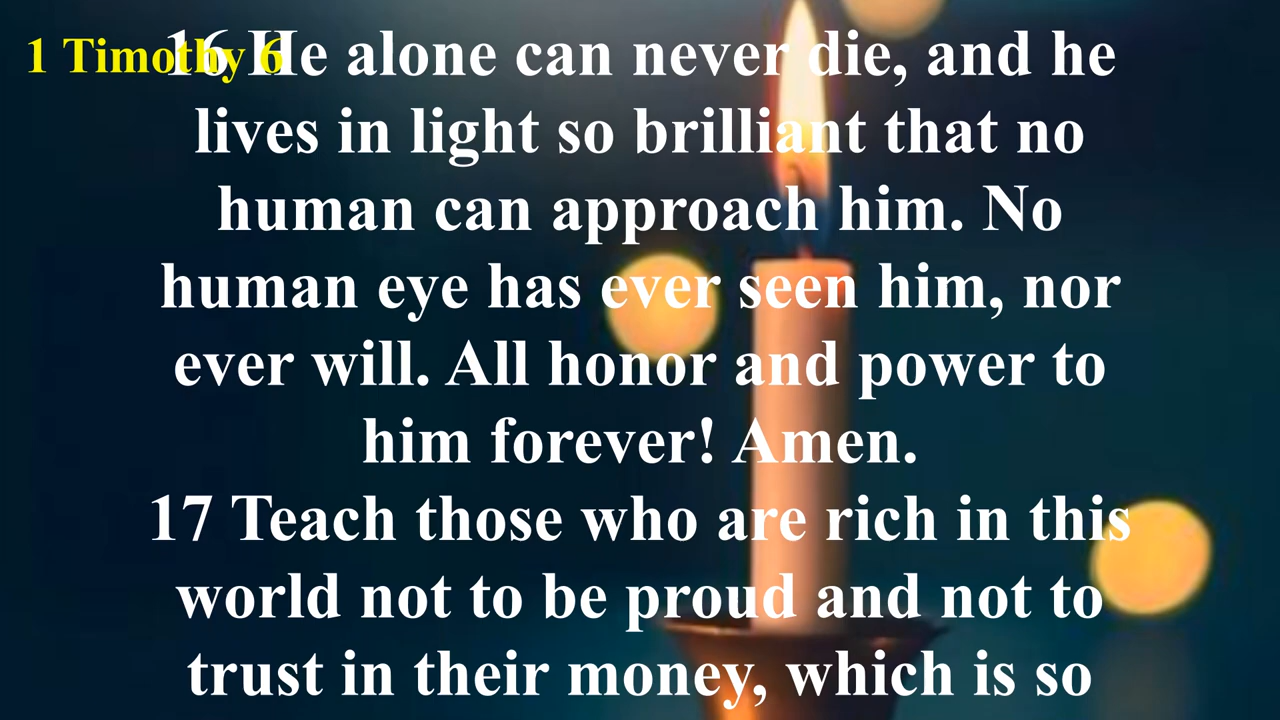 1 Timothy 6
16 He alone can never die, and he
lives in light so brilliant that no
human can approach him. No
human eye has ever seen him, nor
ever will. All honor and power to
him forever! Amen.
17 Teach those who are rich in this
world not to be proud and not to
trust in their money, which is so